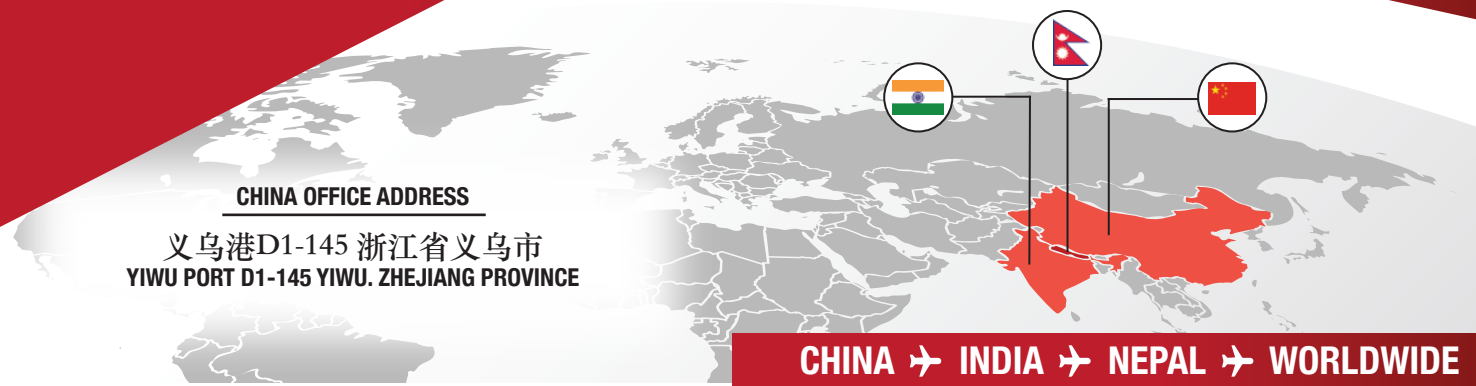 CHINA OFFICE ADDRESS
义乌港D1-145 浙江省义乌市
YIWU PORT D1-145 YIWU. ZHEJIANG PROVINCE
CHINA ✈ INDIA ✈ NEPAL ✈ WORLDWIDE